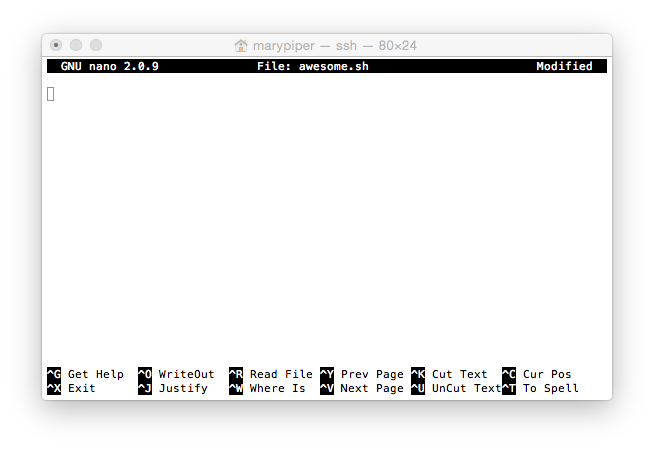 marypiper — ssh — 80×24
GNU nano 2.0.9 File: awesome.sh Modified
^G Get Help ^O WriteOut ^R Read File ^Y Prev Page ^K Cut Text ^C Cur Pos
^X Exit ^J Justify ^W Where Is ^V Next Page ^U UnCut Text ^T To Spell